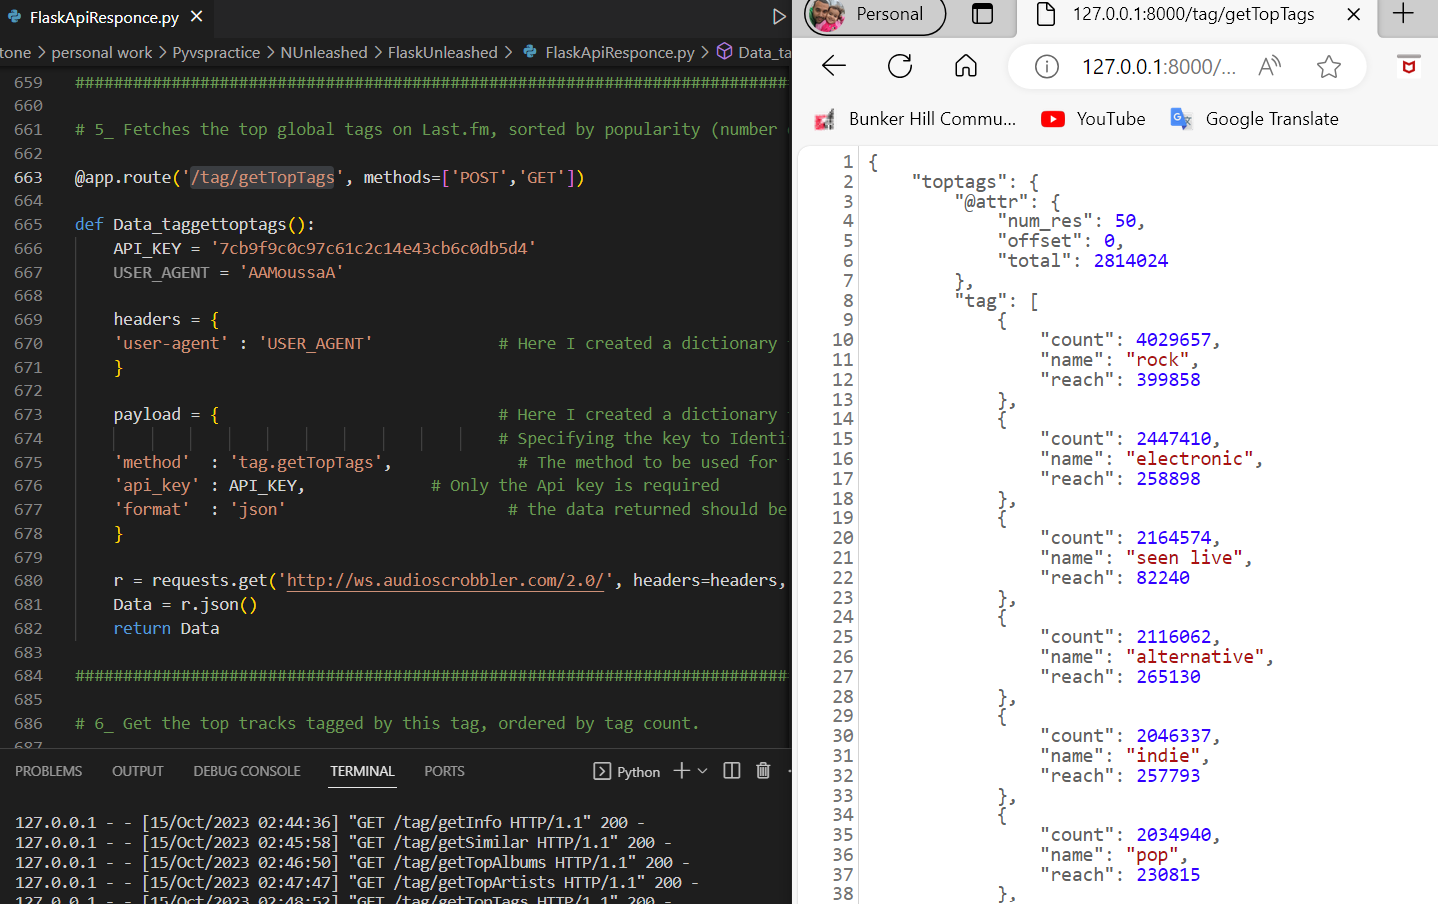 FlaskApiResponce.py
tone > personal work > Pyvspractice > NUnleashed > FlaskUnleashed > FlaskApiResponce.py > Data_ta
659 ##########################################################################
660
661 # 5_ Fetches the top global tags on Last.fm, sorted by popularity (number
662
663 @app.route('/tag/getTopTags', methods=['POST','GET'])
664
665 def Data_taggettoptags():
666 API_KEY = '7cb9f9c0c97c61c2c14e43cb6c0db5d4'
667 USER_AGENT = 'AAMoussaA'
668
669 headers = {
670 'user-agent' : 'USER_AGENT' # Here I created a dictionary
671 }
672
673 payload = { # Here I created a dictionary
674 # Specifying the key to Identi
675 'method' : 'tag.getTopTags', # The method to be used for
676 'api_key' : API_KEY, # Only the Api key is required
677 'format' : 'json' # the data returned should be
678 }
679
680 r = requests.get('http://ws.audioscrobbler.com/2.0/', headers=headers,
681 Data = r.json()
682 return Data
683
684 ##########################################################################
685
686 # 6_ Get the top tracks tagged by this tag, ordered by tag count.
687
PROBLEMS OUTPUT DEBUG CONSOLE TERMINAL PORTS Python
127.0.0.1 - - [15/Oct/2023 02:44:36] "GET /tag/getInfo HTTP/1.1" 200 -
127.0.0.1 - - [15/Oct/2023 02:45:58] "GET /tag/getSimilar HTTP/1.1" 200 -
127.0.0.1 - - [15/Oct/2023 02:46:50] "GET /tag/getTopAlbums HTTP/1.1" 200 -
127.0.0.1 - - [15/Oct/2023 02:47:47] "GET /tag/getTopArtists HTTP/1.1" 200 -
127.0.0.1 - - [15/Oct/2023 02:48:52] "GET /tag/getTopTags HTTP/1.1" 200 -
Personal 127.0.0.1:8000/tag/getTopTags
127.0.0.1:8000/...
Bunker Hill Commu... YouTube Google Translate
1 {
2 "toptags": {
3 "@attr": {
4 "num_res": 50,
5 "offset": 0,
6 "total": 2814024
7 },
8 "tag": [
9 {
10 "count": 4029657,
11 "name": "rock",
12 "reach": 399858
13 },
14 {
15 "count": 2447410,
16 "name": "electronic",
17 "reach": 258898
18 },
19 {
20 "count": 2164574,
21 "name": "seen live",
22 "reach": 82240
23 },
24 {
25 "count": 2116062,
26 "name": "alternative",
27 "reach": 265130
28 },
29 {
30 "count": 2046337,
31 "name": "indie",
32 "reach": 257793
33 },
34 {
35 "count": 2034940,
36 "name": "pop",
37 "reach": 230815
38 },